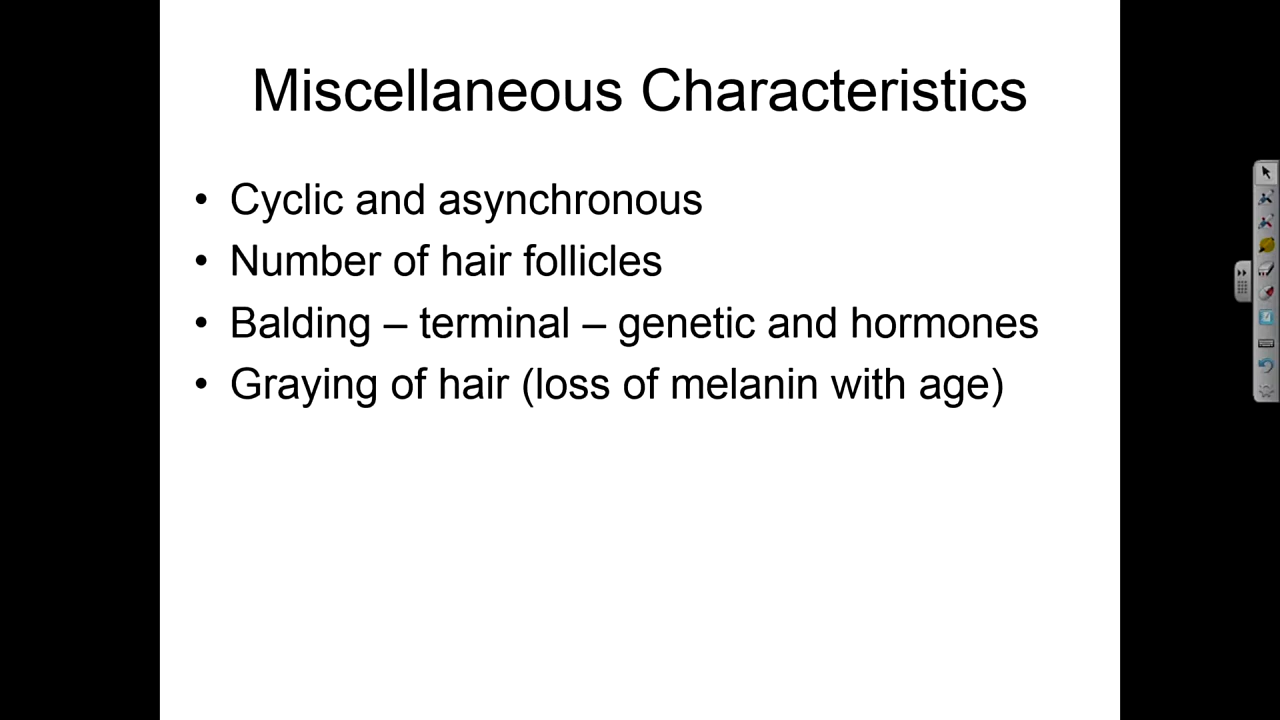 Miscellaneous Characteristics
• Cyclic and asynchronous
• Number of hair follicles
• Balding – terminal – genetic and hormones
• Graying of hair (loss of melanin with age)